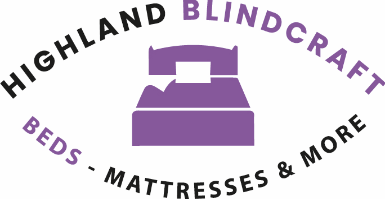 HIGHLAND BLINDCRAFT
BEDS - MATTRESSES & MORE